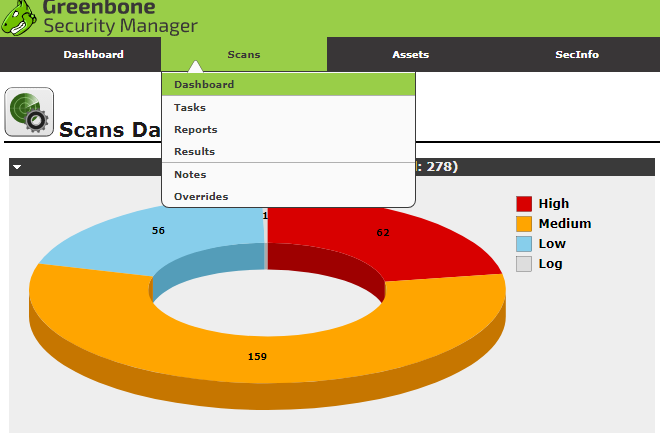 Greenbone
Security Manager
Dashboard
Scans
Assets
SecInfo
Dashboard
Tasks
Reports
Results
Notes
Overrides
Scans Da
: 278)
High
Medium
Low
Log
56
1
62
159